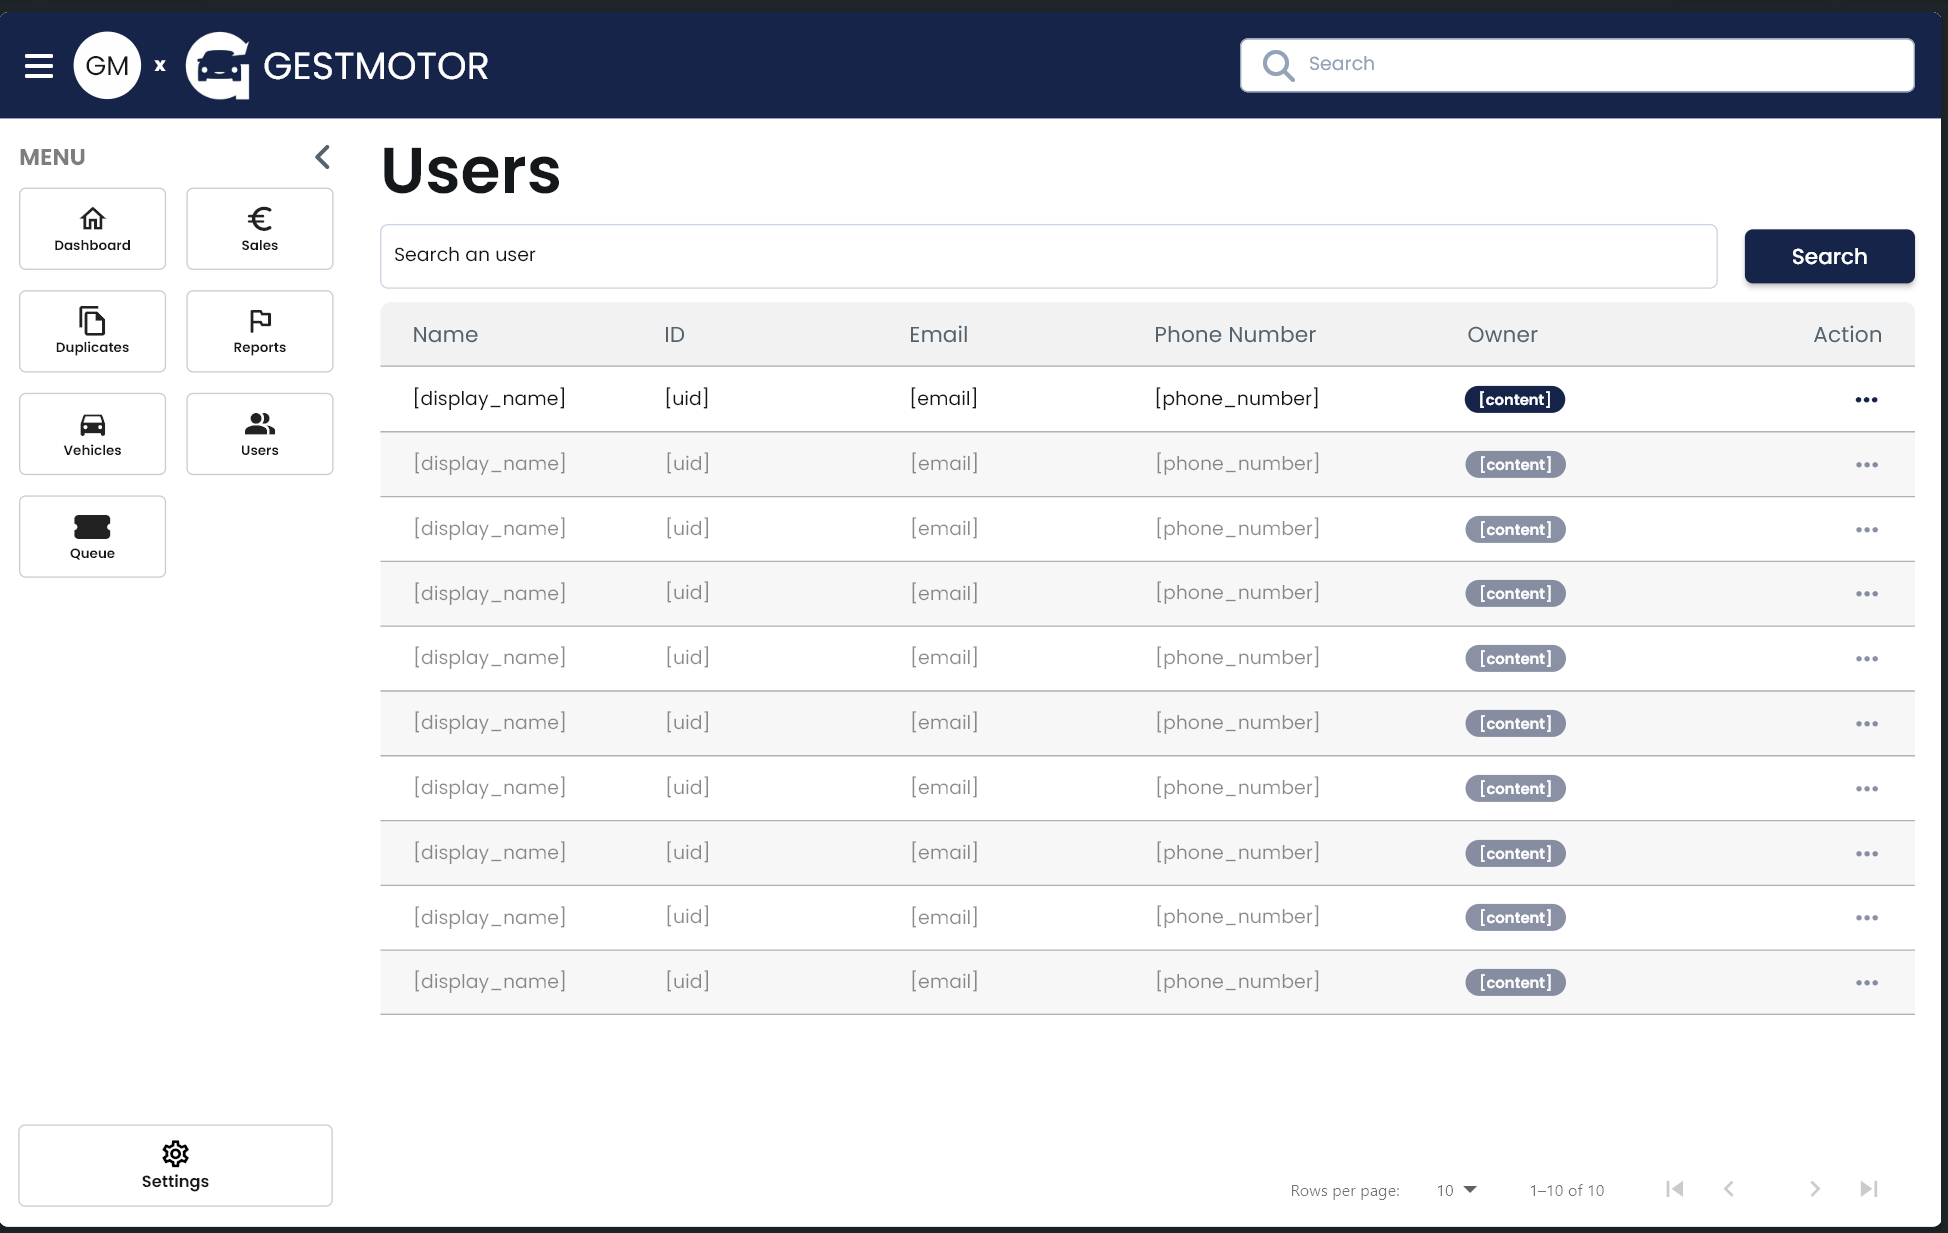 GM x GESTMOTOR
Search
MENU
Dashboard
Sales
Duplicates
Reports
Vehicles
Users
Queue
Settings
Users
Search an user
Search
Name ID Email Phone Number Owner Action
[display_name] [uid] [email] [phone_number] [content]
[display_name] [uid] [email] [phone_number] [content]
[display_name] [uid] [email] [phone_number] [content]
[display_name] [uid] [email] [phone_number] [content]
[display_name] [uid] [email] [phone_number] [content]
[display_name] [uid] [email] [phone_number] [content]
[display_name] [uid] [email] [phone_number] [content]
[display_name] [uid] [email] [phone_number] [content]
[display_name] [uid] [email] [phone_number] [content]
[display_name] [uid] [email] [phone_number] [content]
Rows per page: 10 1–10 of 10